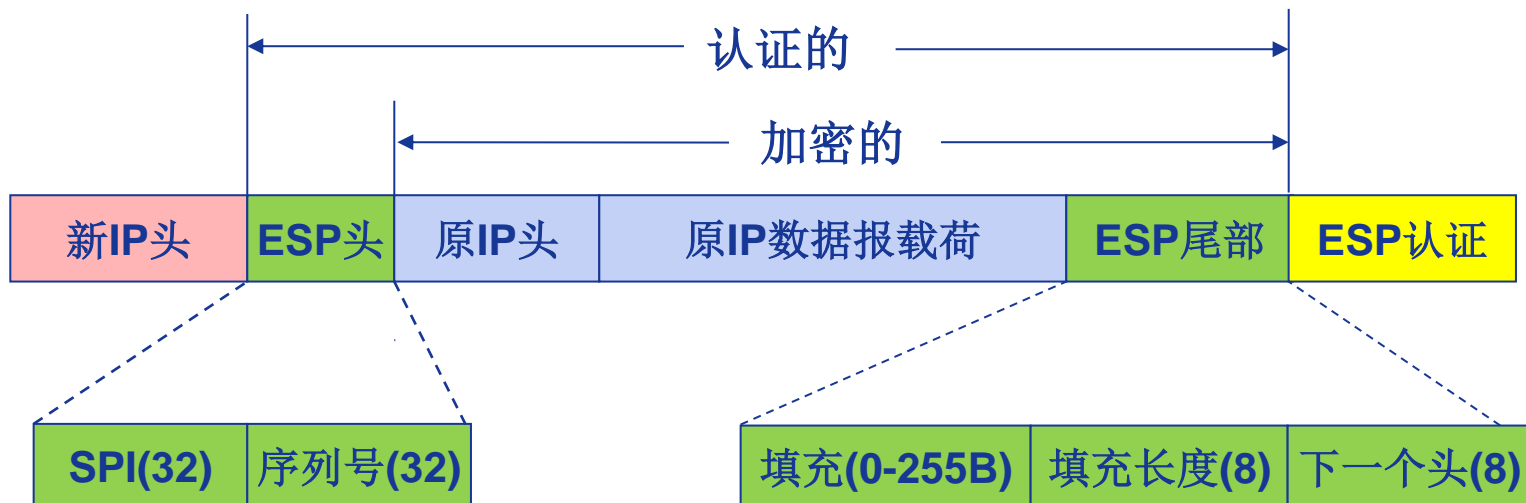 认证的
加密的
新IP头 ESP头 原IP头 原IP数据报载荷 ESP尾部 ESP认证
SPI(32) 序列号(32) 填充(0-255B) 填充长度(8) 下一个头(8)